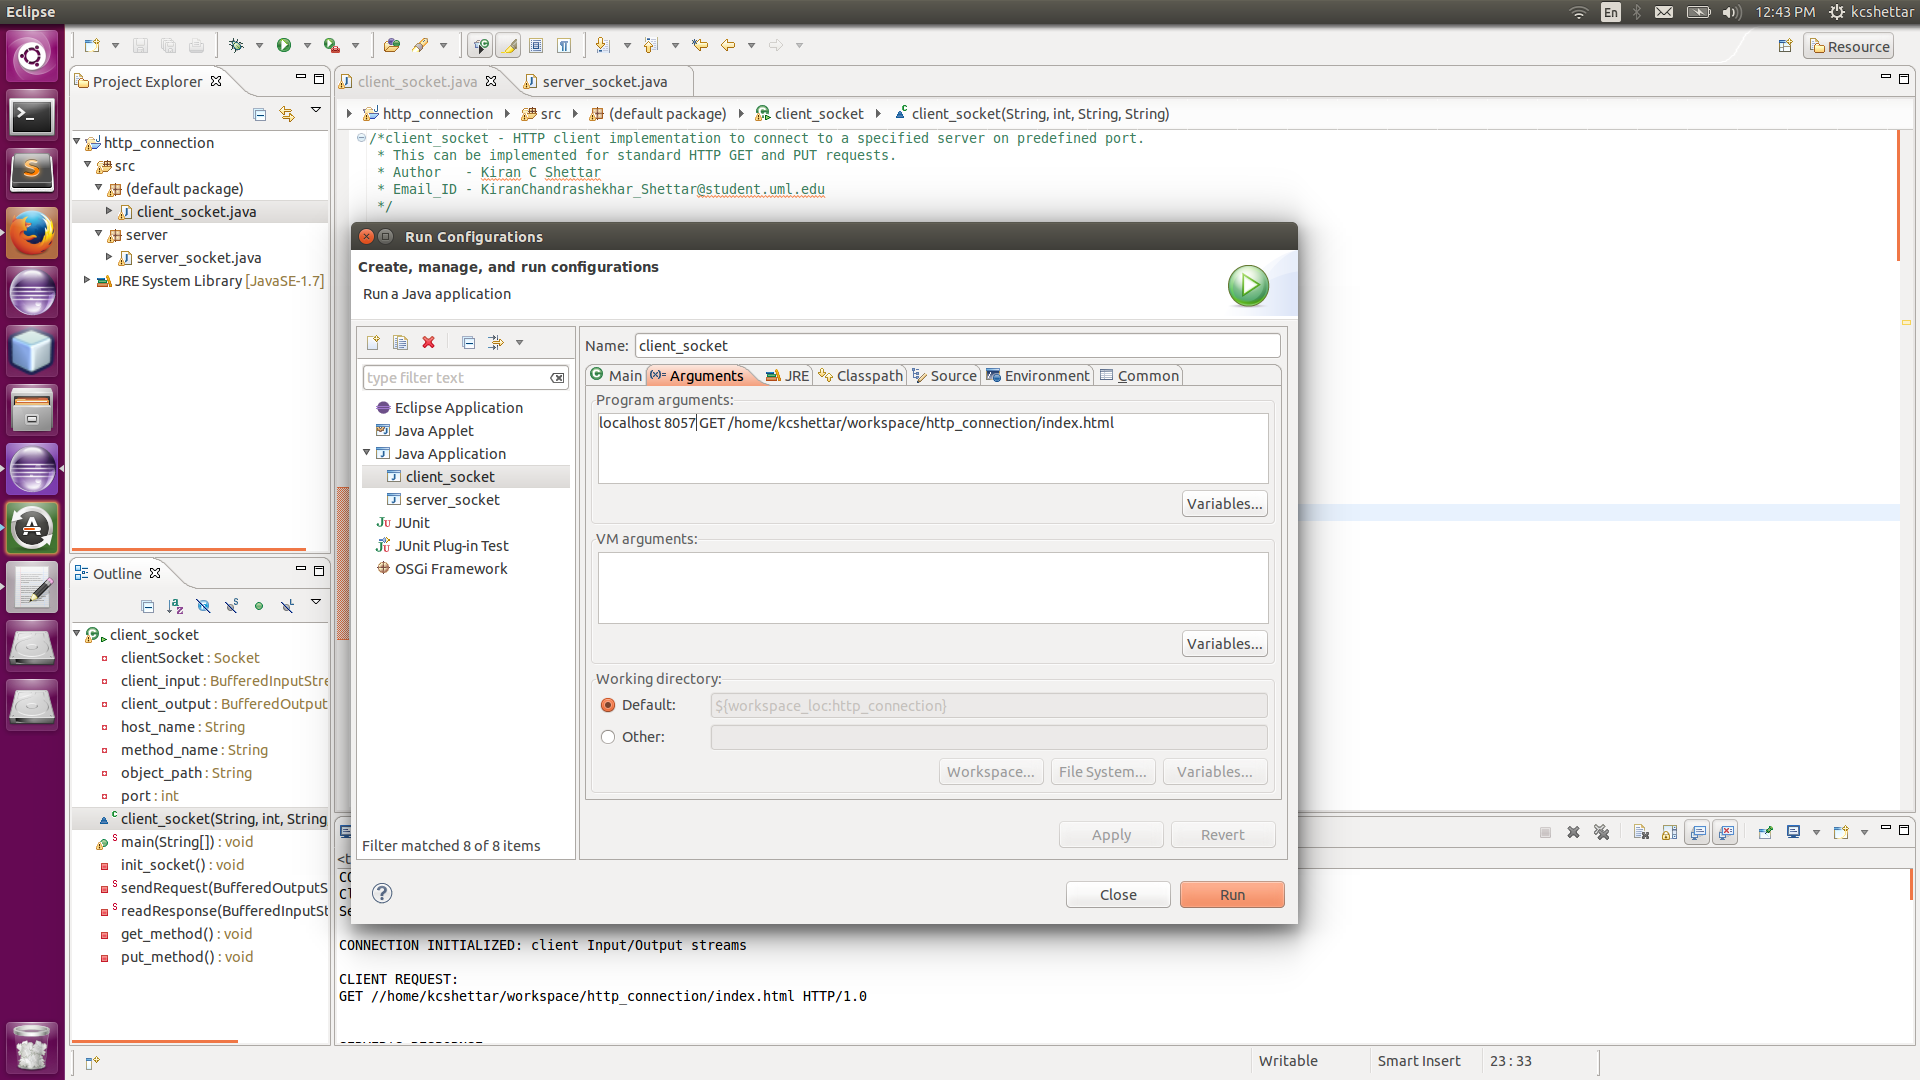 Eclipse
En
12:43 PM
kcshettar
Resource
Project Explorer
http_connection
src
(default package)
client_socket.java
server
server_socket.java
JRE System Library [JavaSE-1.7]
client_socket.java
server_socket.java
http_connection
src
(default package)
client_socket
client_socket(String, int, String, String)
/*client_socket - HTTP client implementation to connect to a specified server on predefined port.
* This can be implemented for standard HTTP GET and PUT requests.
* Author   - Kiran C Shettar
* Email_ID - KiranChandrashekhar_Shettar@student.uml.edu
*/
Run Configurations
Create, manage, and run configurations
Run a Java application
type filter text
Eclipse Application
Java Applet
Java Application
client_socket
server_socket
JUnit
JUnit Plug-in Test
OSGi Framework
Filter matched 8 of 8 items
Name: client_socket
Main
Arguments
JRE
Classpath
Source
Environment
Common
Program arguments:
localhost 8057 GET /home/kcshettar/workspace/http_connection/index.html
Variables...
VM arguments:
Variables...
Working directory:
Default: ${workspace_loc:http_connection}
Other:
Workspace... File System... Variables...
Apply Revert
Close Run
Outline
client_socket
clientSocket : Socket
client_input : BufferedInputStre
client_output : BufferedOutput
host_name : String
method_name : String
object_path : String
port : int
client_socket(String, int, String
main(String[]) : void
init_socket() : void
sendRequest(BufferedOutputS
readResponse(BufferedInputSt
get_method() : void
put_method() : void
<t
CO
Cl
Se
CONNECTION INITIALIZED: client Input/Output streams
CLIENT REQUEST:
GET //home/kcshettar/workspace/http_connection/index.html HTTP/1.0
Writable
Smart Insert
23 : 33